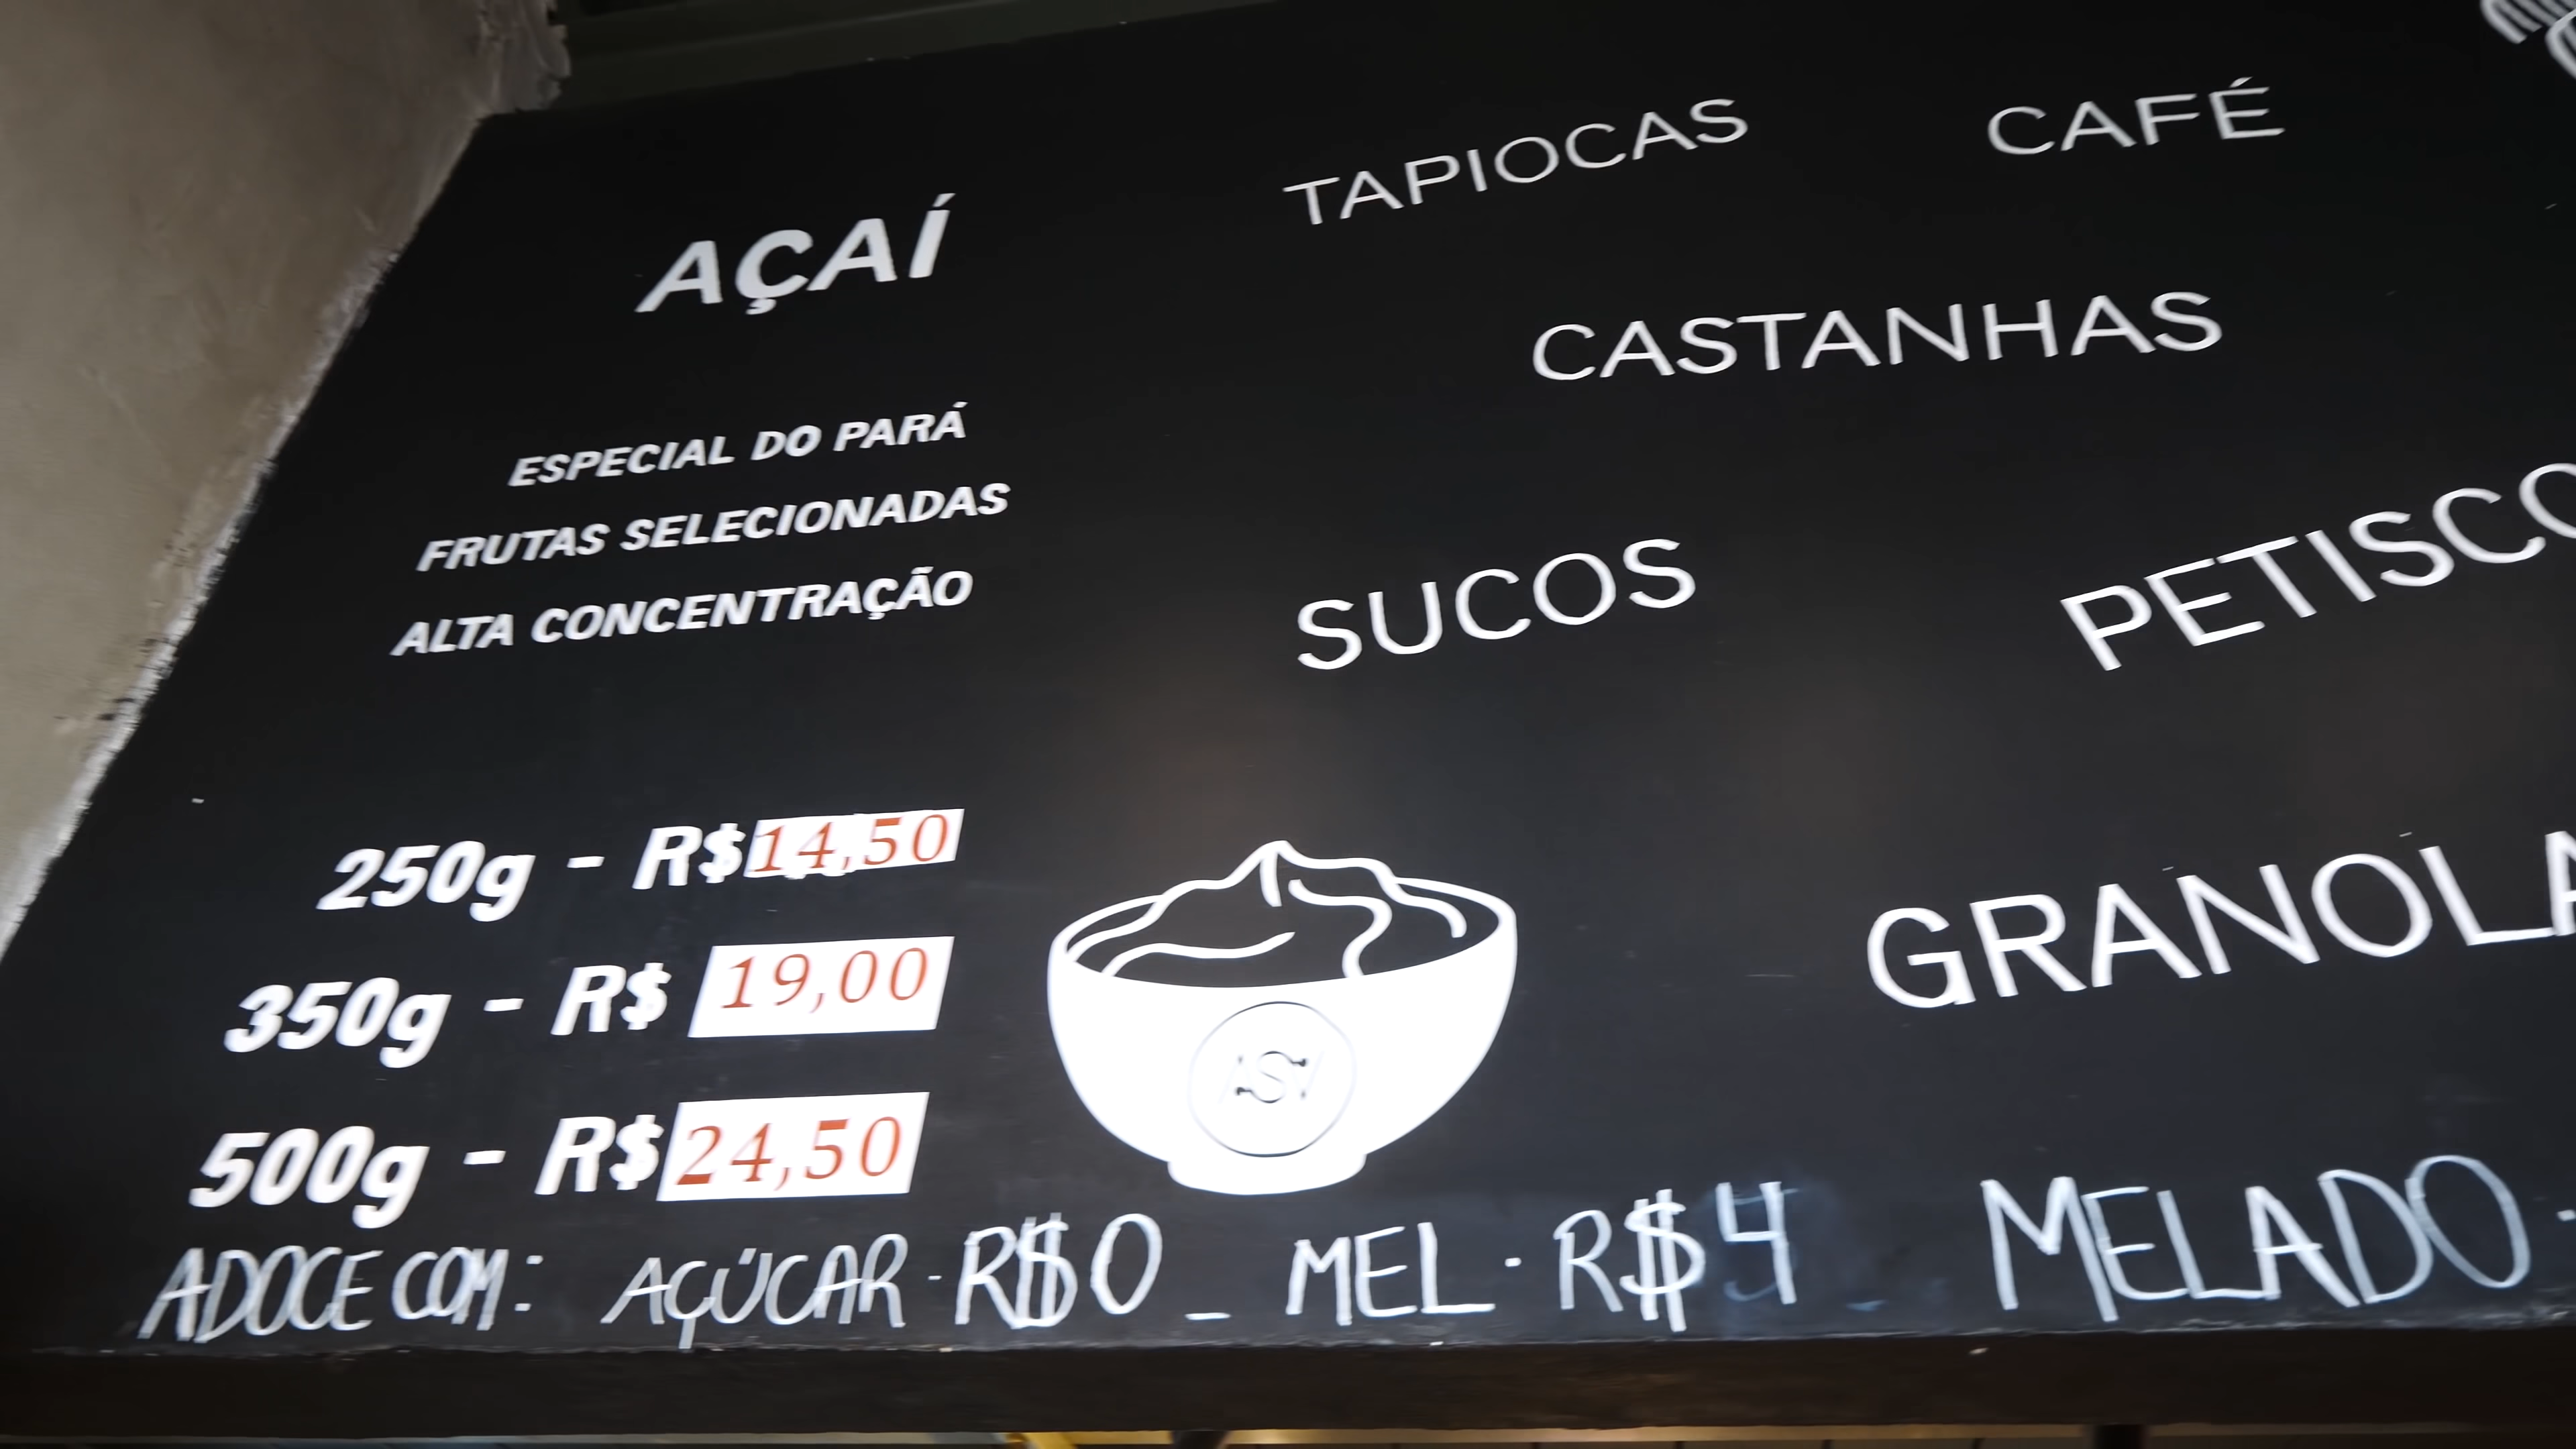 AÇAÍ
ESPECIAL DO PARÁ
FRUTAS SELECIONADAS
ALTA CONCENTRAÇÃO
250g - R$14,50
350g - R$ 19,00
500g - R$24,50
TAPIOCAS
CAFÉ
CASTANHAS
SUCOS
PETISCO
GRANOLA
S
ADOCE COM: AÇÚCAR · R$0 _ MEL · R$4 MELADO ·